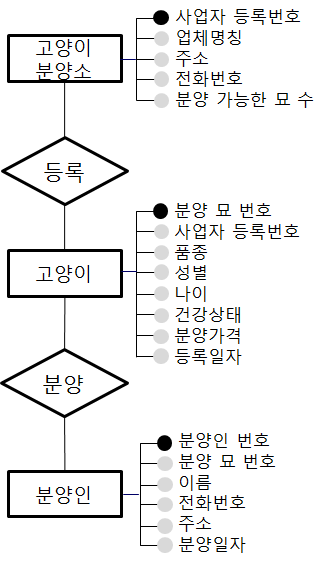 고양이
분양소
사업자 등록번호
업체명칭
주소
전화번호
분양 가능한 묘 수
등록
고양이
분양 묘 번호
사업자 등록번호
품종
성별
나이
건강상태
분양가격
등록일자
분양
분양인
분양인 번호
분양 묘 번호
이름
전화번호
주소
분양일자